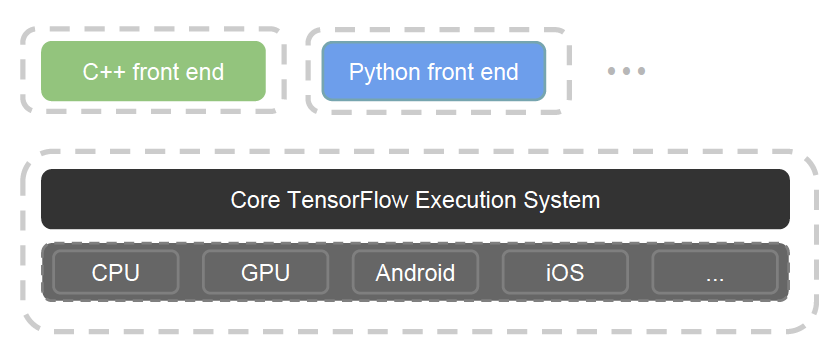 C++ front end
Python front end
•••
Core TensorFlow Execution System
CPU
GPU
Android
iOS
...